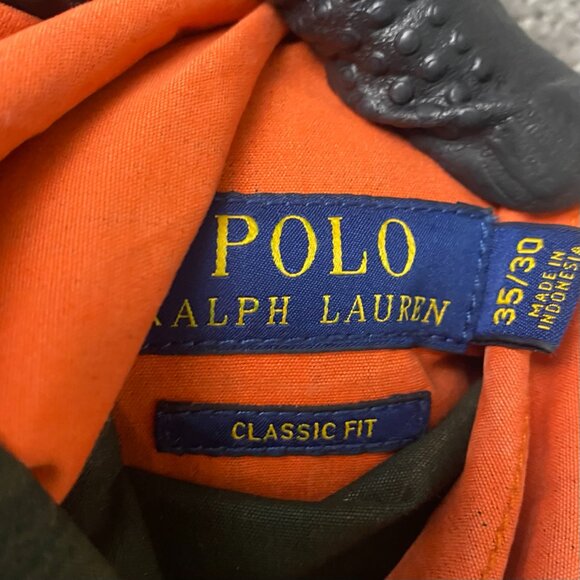 POLO
RALPH LAUREN
35/30
MADE IN
INDONESIA
CLASSIC FIT